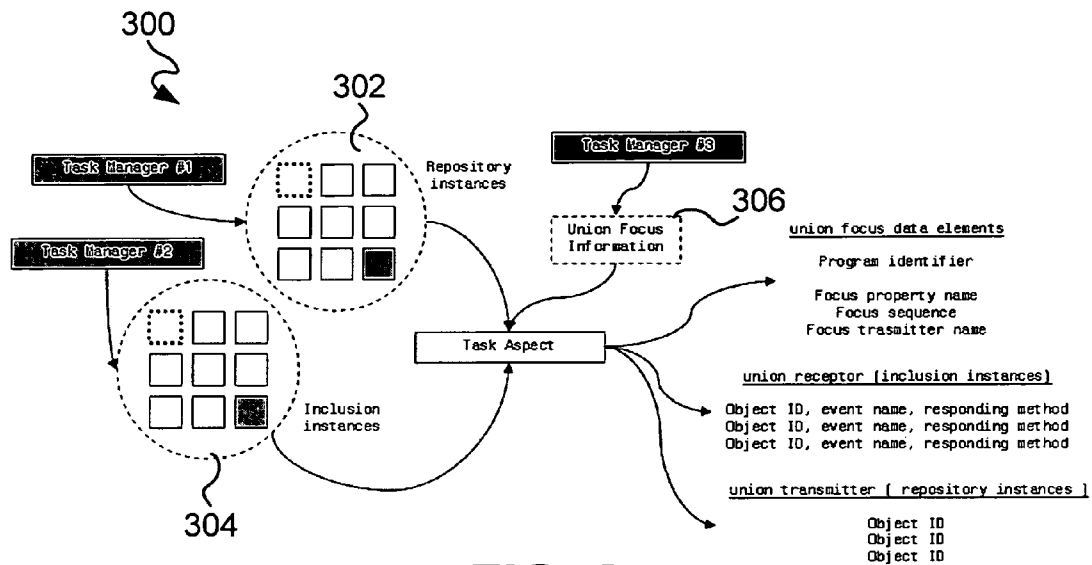 300
302
Task Manager #1
Repository
instances
Task Manager #3
306
Union Focus
Information
Task Manager #2
union focus data elements
Program identifier
Focus property name
Focus sequence
Focus trasmitter name
Task Aspect
union receptor [inclusion instances]
Object ID, event name, responding method
Object ID, event name, responding method
Object ID, event name, responding method
Inclusion
instances
304
union transmitter [ repository instances ]
Object ID
Object ID
Object ID